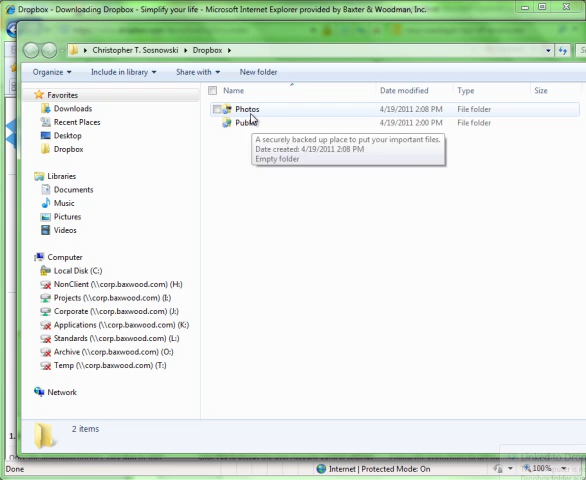 Dropbox - Downloading Dropbox - Simplify your life - Microsoft Internet Explorer provided by Baxter & Woodman, Inc.
Christopher T. Sosnowski ▸ Dropbox ▸
Organize Include in library Share with New folder
Name Date modified Type Size
Favorites
Downloads
Recent Places
Desktop
Dropbox
Photos 4/19/2011 2:08 PM File folder
Public 4/19/2011 2:00 PM File folder
A securely backed up place to put your important files.
Date created: 4/19/2011 2:08 PM
Empty folder
Libraries
Documents
Music
Pictures
Videos
Computer
Local Disk (C:)
NonClient (\\corp.baxwood.com) (H:)
Projects (\\corp.baxwood.com) (I:)
Corporate (\\corp.baxwood.com) (J:)
Applications (\\corp.baxwood.com) (K:)
Standards (\\corp.baxwood.com) (L:)
Archive (\\corp.baxwood.com) (O:)
Temp (\\corp.baxwood.com) (T:)
Network
2 items
Done Internet | Protected Mode: On 100%